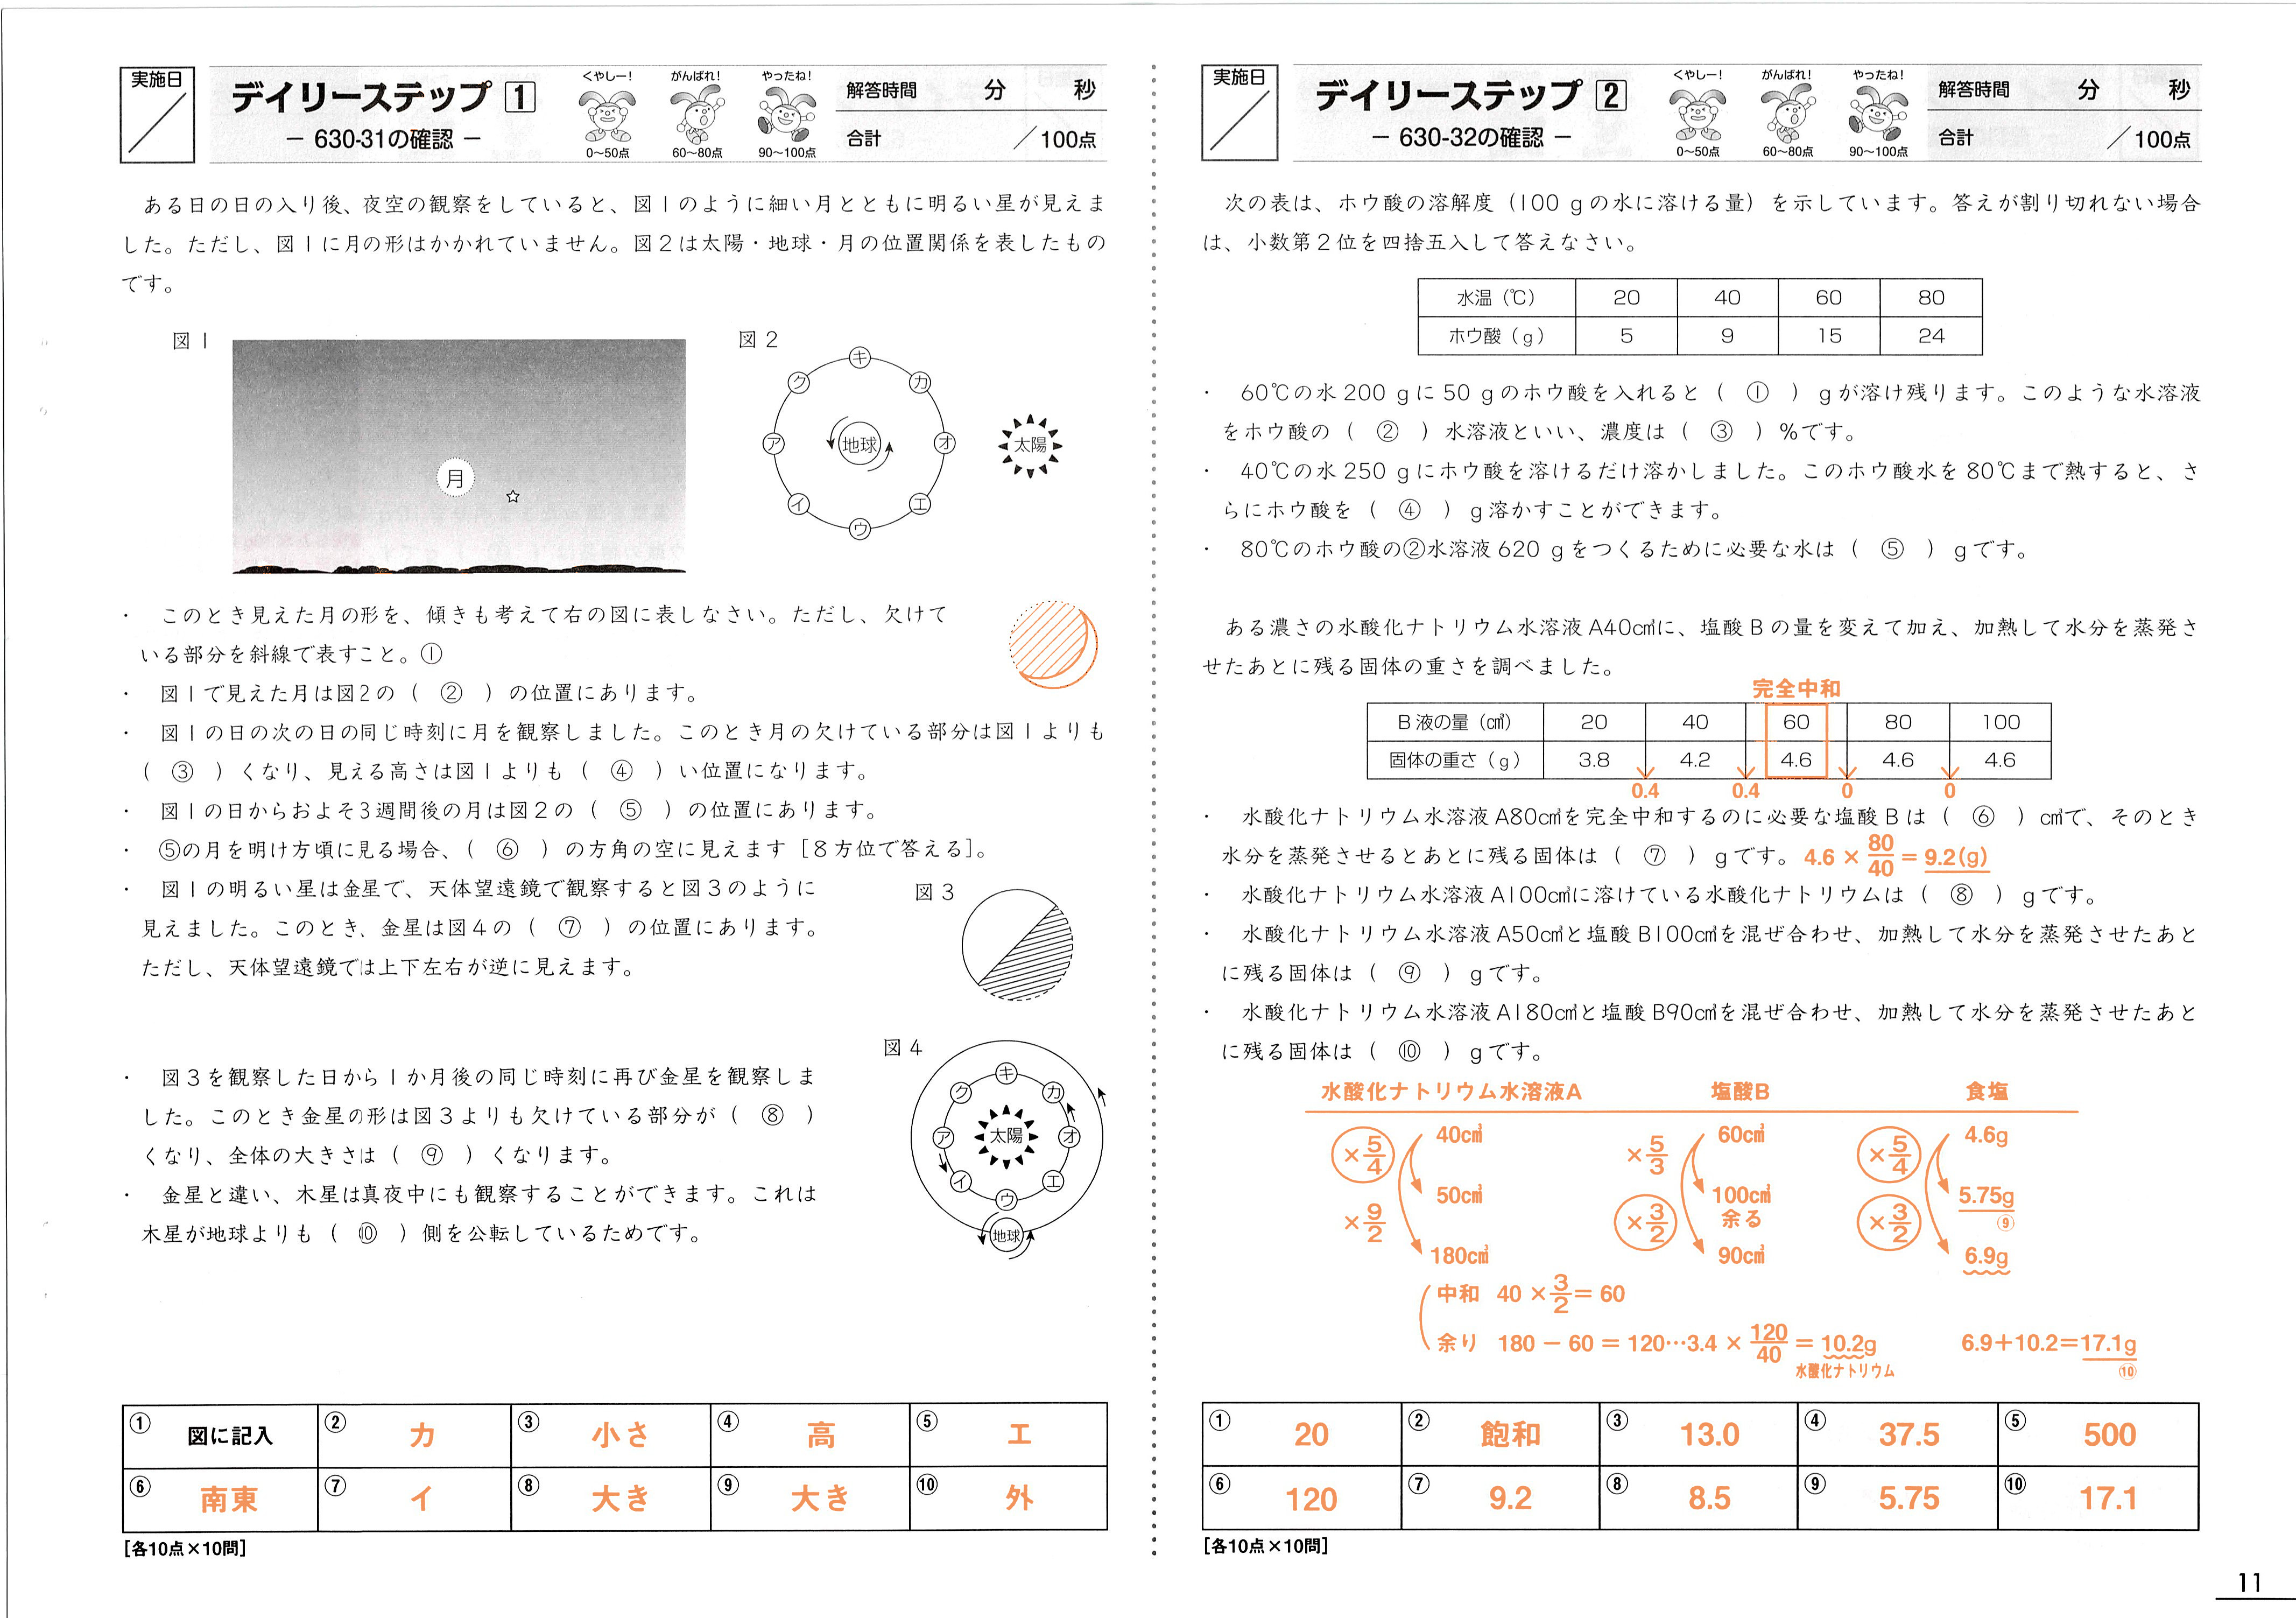 実施日
デイリーステップ 1
― 630-31の確認 ―
くやしー!
0～50点
がんばれ!
60～80点
やったね!
90～100点
解答時間　分　秒
合計　／100点
ある日の日の入り後、夜空の観察をしていると、図1のように細い月とともに明るい星が見えま
した。ただし、図1に月の形はかかれていません。図2は太陽・地球・月の位置関係を表したもの
です。
図1
月
☆
図2
キ
ク
カ
ア
地球
オ
太陽
イ
エ
ウ
・ このとき見えた月の形を、傾きも考えて右の図に表しなさい。ただし、欠けて
いる部分を斜線で表すこと。①
・ 図1で見えた月は図2の（ ② ）の位置にあります。
・ 図1の日の次の日の同じ時刻に月を観察しました。このとき月の欠けている部分は図1よりも
（ ③ ）くなり、見える高さは図1よりも（ ④ ）い位置になります。
・ 図1の日からおよそ3週間後の月は図2の（ ⑤ ）の位置にあります。
・ ⑤の月を明け方頃に見る場合、（ ⑥ ）の方角の空に見えます［8方位で答える］。
・ 図1の明るい星は金星で、天体望遠鏡で観察すると図3のように
見えました。このとき、金星は図4の（ ⑦ ）の位置にあります。
ただし、天体望遠鏡では上下左右が逆に見えます。
図3
・ 図3を観察した日から1か月後の同じ時刻に再び金星を観察しま
した。このとき金星の形は図3よりも欠けている部分が（ ⑧ ）
くなり、全体の大きさは（ ⑨ ）くなります。
・ 金星と違い、木星は真夜中にも観察することができます。これは
木星が地球よりも（ ⑩ ）側を公転しているためです。
図4
キ
ク
カ
ア
太陽
オ
イ
エ
ウ
地球
① 図に記入 ② カ ③ 小さ ④ 高 ⑤ エ
⑥ 南東 ⑦ イ ⑧ 大き ⑨ 大き ⑩ 外
[各10点×10問]
実施日
デイリーステップ 2
― 630-32の確認 ―
くやしー!
0～50点
がんばれ!
60～80点
やったね!
90～100点
解答時間　分　秒
合計　／100点
次の表は、ホウ酸の溶解度（100gの水に溶ける量）を示しています。答えが割り切れない場合
は、小数第2位を四捨五入して答えなさい。
水温（℃） 20 40 60 80
ホウ酸（g） 5 9 15 24
・ 60℃の水200gに50gのホウ酸を入れると（ ① ）gが溶け残ります。このような水溶液
をホウ酸の（ ② ）水溶液といい、濃度は（ ③ ）%です。
・ 40℃の水250gにホウ酸を溶けるだけ溶かしました。このホウ酸水を80℃まで熱すると、さ
らにホウ酸を（ ④ ）g溶かすことができます。
・ 80℃のホウ酸の②水溶液620gをつくるために必要な水は（ ⑤ ）gです。
ある濃さの水酸化ナトリウム水溶液A40㎤に、塩酸Bの量を変えて加え、加熱して水分を蒸発さ
せたあとに残る固体の重さを調べました。
完全中和
B液の量（㎤） 20 40 60 80 100
固体の重さ（g） 3.8 4.2 4.6 4.6 4.6
0.4 0.4 0 0
・ 水酸化ナトリウム水溶液A80㎤を完全中和するのに必要な塩酸Bは（ ⑥ ）㎤で、そのとき
水分を蒸発させるとあとに残る固体は（ ⑦ ）gです。4.6 × 80/40 = 9.2(g)
・ 水酸化ナトリウム水溶液A100㎤に溶けている水酸化ナトリウムは（ ⑧ ）gです。
・ 水酸化ナトリウム水溶液A50㎤と塩酸B100㎤を混ぜ合わせ、加熱して水分を蒸発させたあと
に残る固体は（ ⑨ ）gです。
・ 水酸化ナトリウム水溶液A180㎤と塩酸B90㎤を混ぜ合わせ、加熱して水分を蒸発させたあと
に残る固体は（ ⑩ ）gです。
水酸化ナトリウム水溶液A 塩酸B 食塩
40㎤ 60㎤ 4.6g
×5/4 ×5/3 ×5/4
50㎤ 100㎤ 5.75g
余る ⑨
×9/2 ×3/2 ×3/2
180㎤ 90㎤ 6.9g
中和 40 × 3/2 = 60
余り 180 − 60 = 120…3.4 × 120/40 = 10.2g 6.9+10.2=17.1g
水酸化ナトリウム ⑩
① 20 ② 飽和 ③ 13.0 ④ 37.5 ⑤ 500
⑥ 120 ⑦ 9.2 ⑧ 8.5 ⑨ 5.75 ⑩ 17.1
[各10点×10問]
11